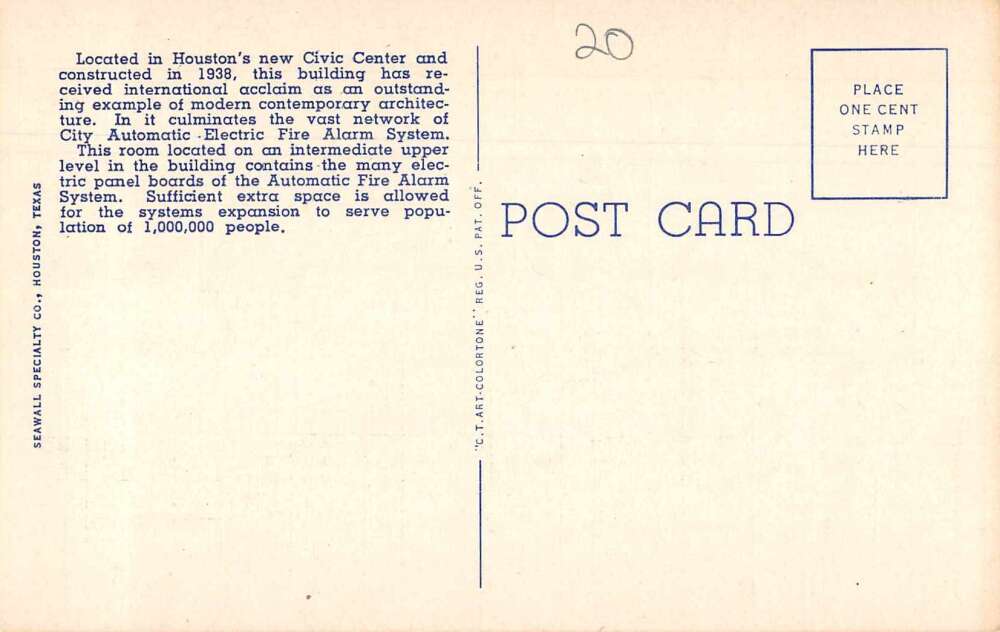 Located in Houston's new Civic Center and
constructed in 1938, this building has re-
ceived international acclaim as an outstand-
ing example of modern contemporary architec-
ture. In it culminates the vast network of
City Automatic Electric Fire Alarm System.
This room located on an intermediate upper
level in the building contains the many elec-
tric panel boards of the Automatic Fire Alarm
System. Sufficient extra space is allowed
for the systems expansion to serve popu-
lation of 1,000,000 people.
SEAWALL SPECIALTY CO., HOUSTON, TEXAS
"C.T. ART-COLORTONE" REG. U.S. PAT. OFF.
20
POST CARD
PLACE
ONE CENT
STAMP
HERE